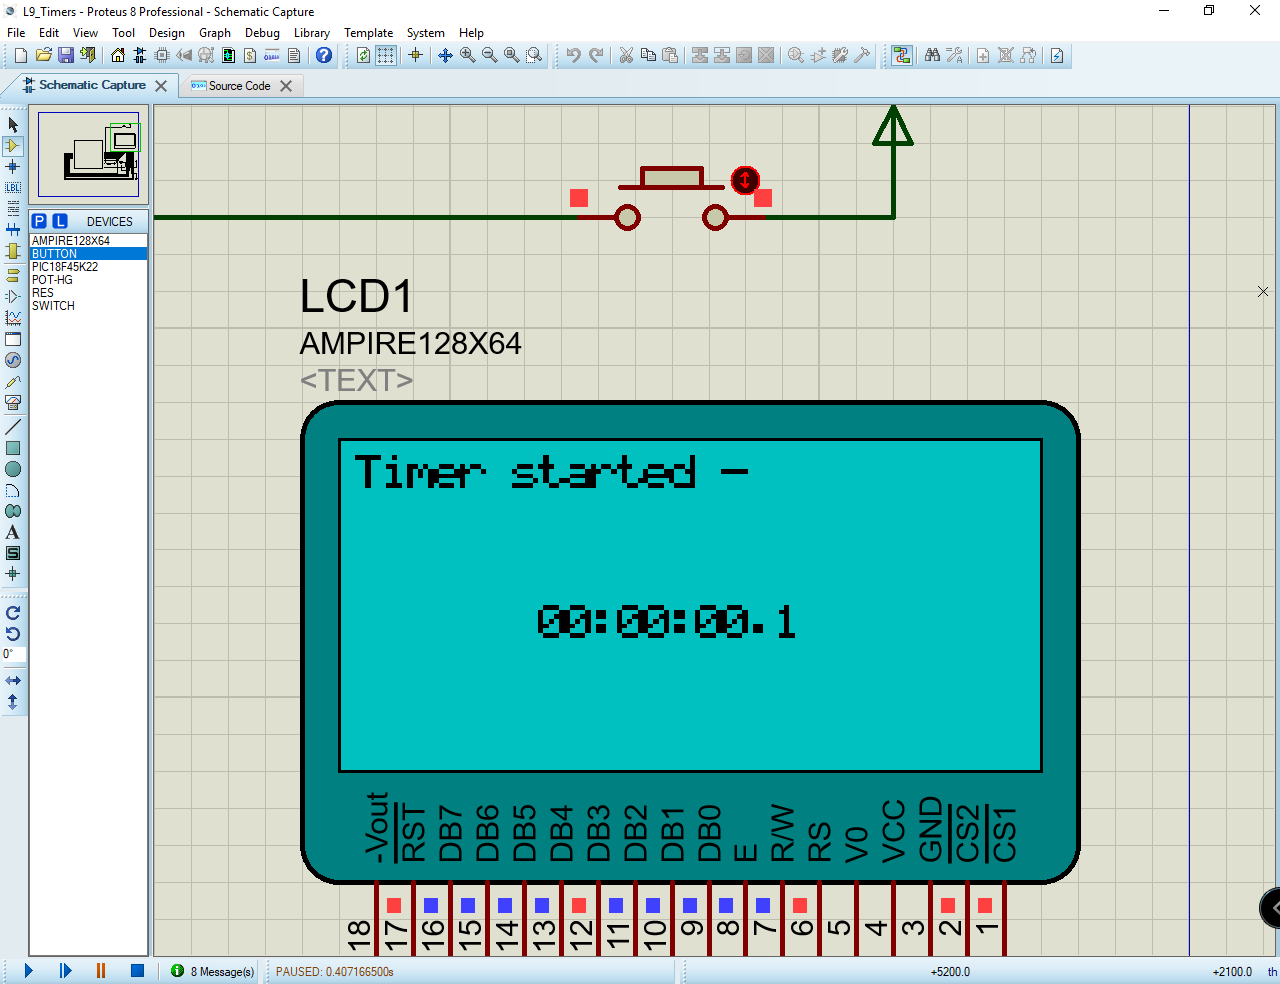 L9_Timers - Proteus 8 Professional - Schematic Capture
File Edit View Tool Design Graph Debug Library Template System Help
Schematic Capture
Source Code
P L DEVICES
AMPIRE128X64
BUTTON
PIC18F45K22
POT-HG
RES
SWITCH
0°
LCD1
AMPIRE128X64
<TEXT>
Timer started -
00:00:00.1
-Vout RST DB7 DB6 DB5 DB4 DB3 DB2 DB1 DB0 E R/W RS V0 VCC GND CS2 CS1
18 17 16 15 14 13 12 11 10 9 8 7 6 5 4 3 2 1
8 Message(s)
PAUSED: 0.407166500s
+5200.0
+2100.0
th